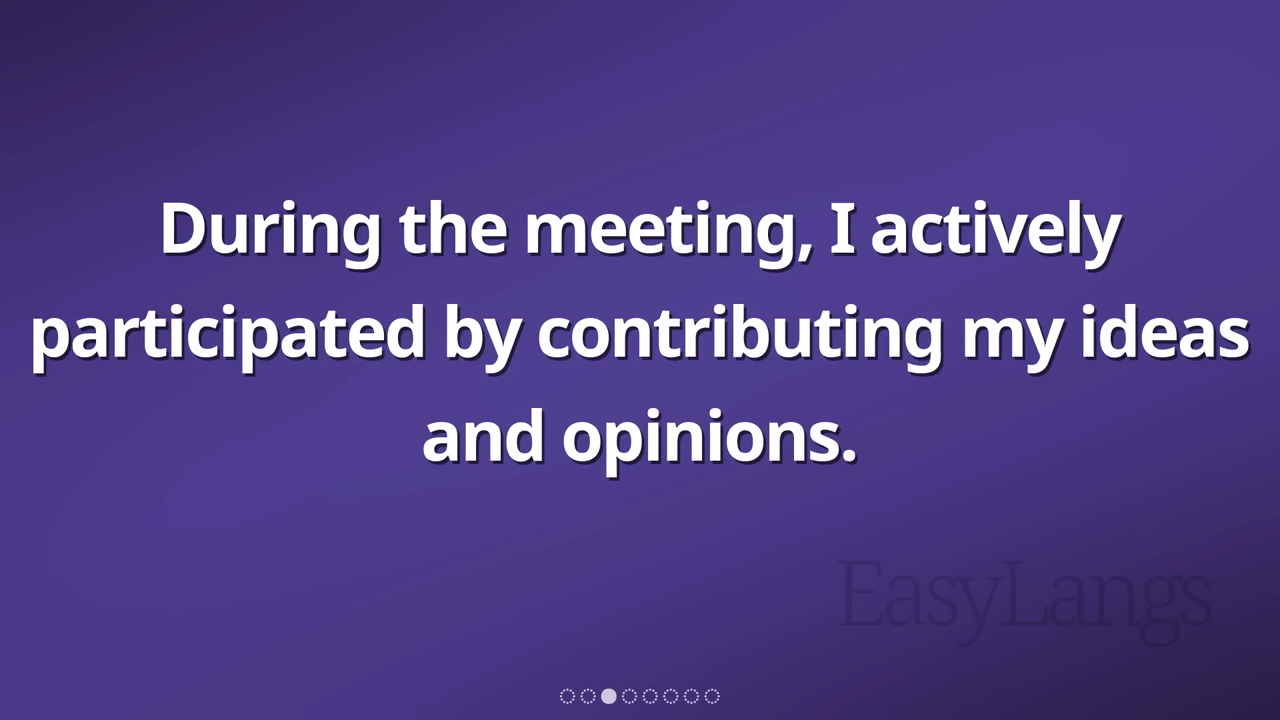 During the meeting, I actively
participated by contributing my ideas
and opinions.
EasyLangs